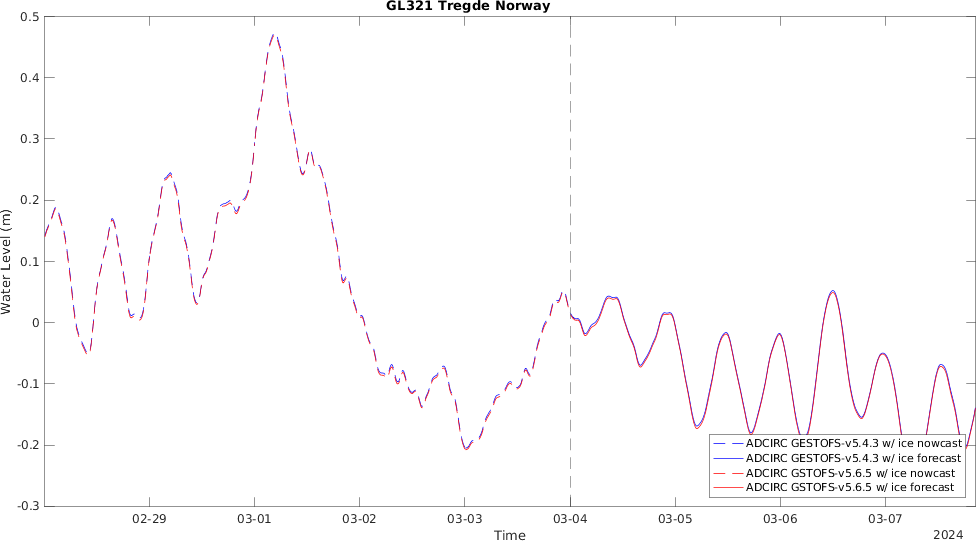 GL321 Tregde Norway
0.5
0.4
0.3
0.2
0.1
0
-0.1
-0.2
-0.3
Water Level (m)
ADCIRC GESTOFS-v5.4.3 w/ ice nowcast
ADCIRC GESTOFS-v5.4.3 w/ ice forecast
ADCIRC GSTOFS-v5.6.5 w/ ice nowcast
ADCIRC GSTOFS-v5.6.5 w/ ice forecast
02-29 03-01 03-02 03-03 03-04 03-05 03-06 03-07
Time
2024